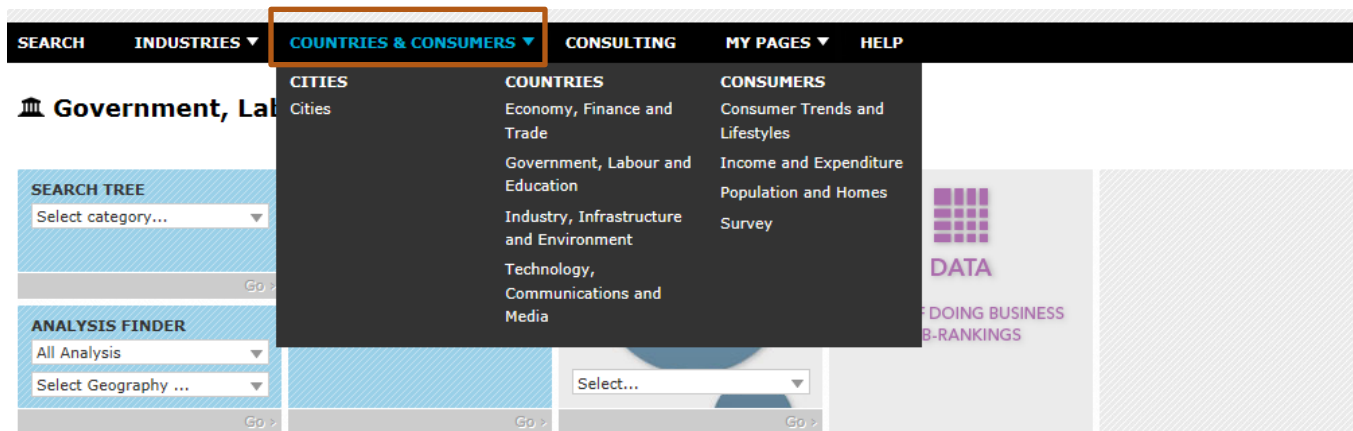 SEARCH INDUSTRIES ▼ COUNTRIES & CONSUMERS ▼ CONSULTING MY PAGES ▼ HELP
Government, Lab
CITIES
Cities
COUNTRIES
Economy, Finance and
Trade
Government, Labour and
Education
Industry, Infrastructure
and Environment
Technology,
Communications and
Media
CONSUMERS
Consumer Trends and
Lifestyles
Income and Expenditure
Population and Homes
Survey
SEARCH TREE
Select category...
Go >
ANALYSIS FINDER
All Analysis
Select Geography ...
Go >
Go >
Select...
Go >
DATA
DOING BUSINESS
B-RANKINGS